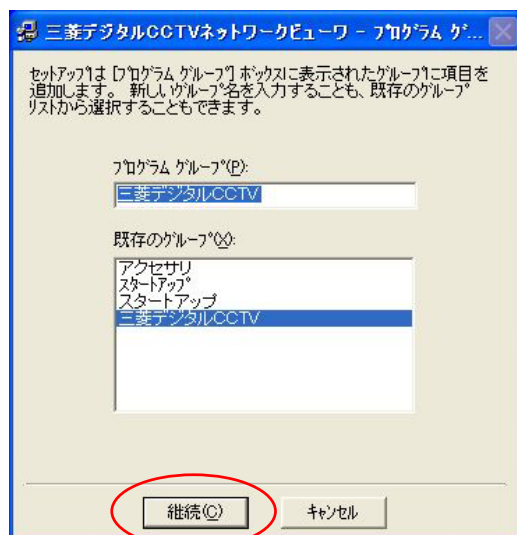 三菱デジタルCCTVネットワークビューワ - ﾌﾟﾛｸﾞﾗﾑ ｸﾞ...
ｾｯﾄｱｯﾌﾟは [ﾌﾟﾛｸﾞﾗﾑ ｸﾞﾙｰﾌﾟ] ﾎﾞｯｸｽに表示されたｸﾞﾙｰﾌﾟに項目を
追加します。 新しいｸﾞﾙｰﾌﾟ名を入力することも、既存のｸﾞﾙｰﾌﾟ
ﾘｽﾄから選択することもできます。
ﾌﾟﾛｸﾞﾗﾑ ｸﾞﾙｰﾌﾟ(P):
三菱デジタルCCTV
既存のｸﾞﾙｰﾌﾟ(X):
アクセサリ
ｽﾀｰﾄｱｯﾌﾟ
スタートアップ
三菱デジタルCCTV
継続(C)
ｷｬﾝｾﾙ